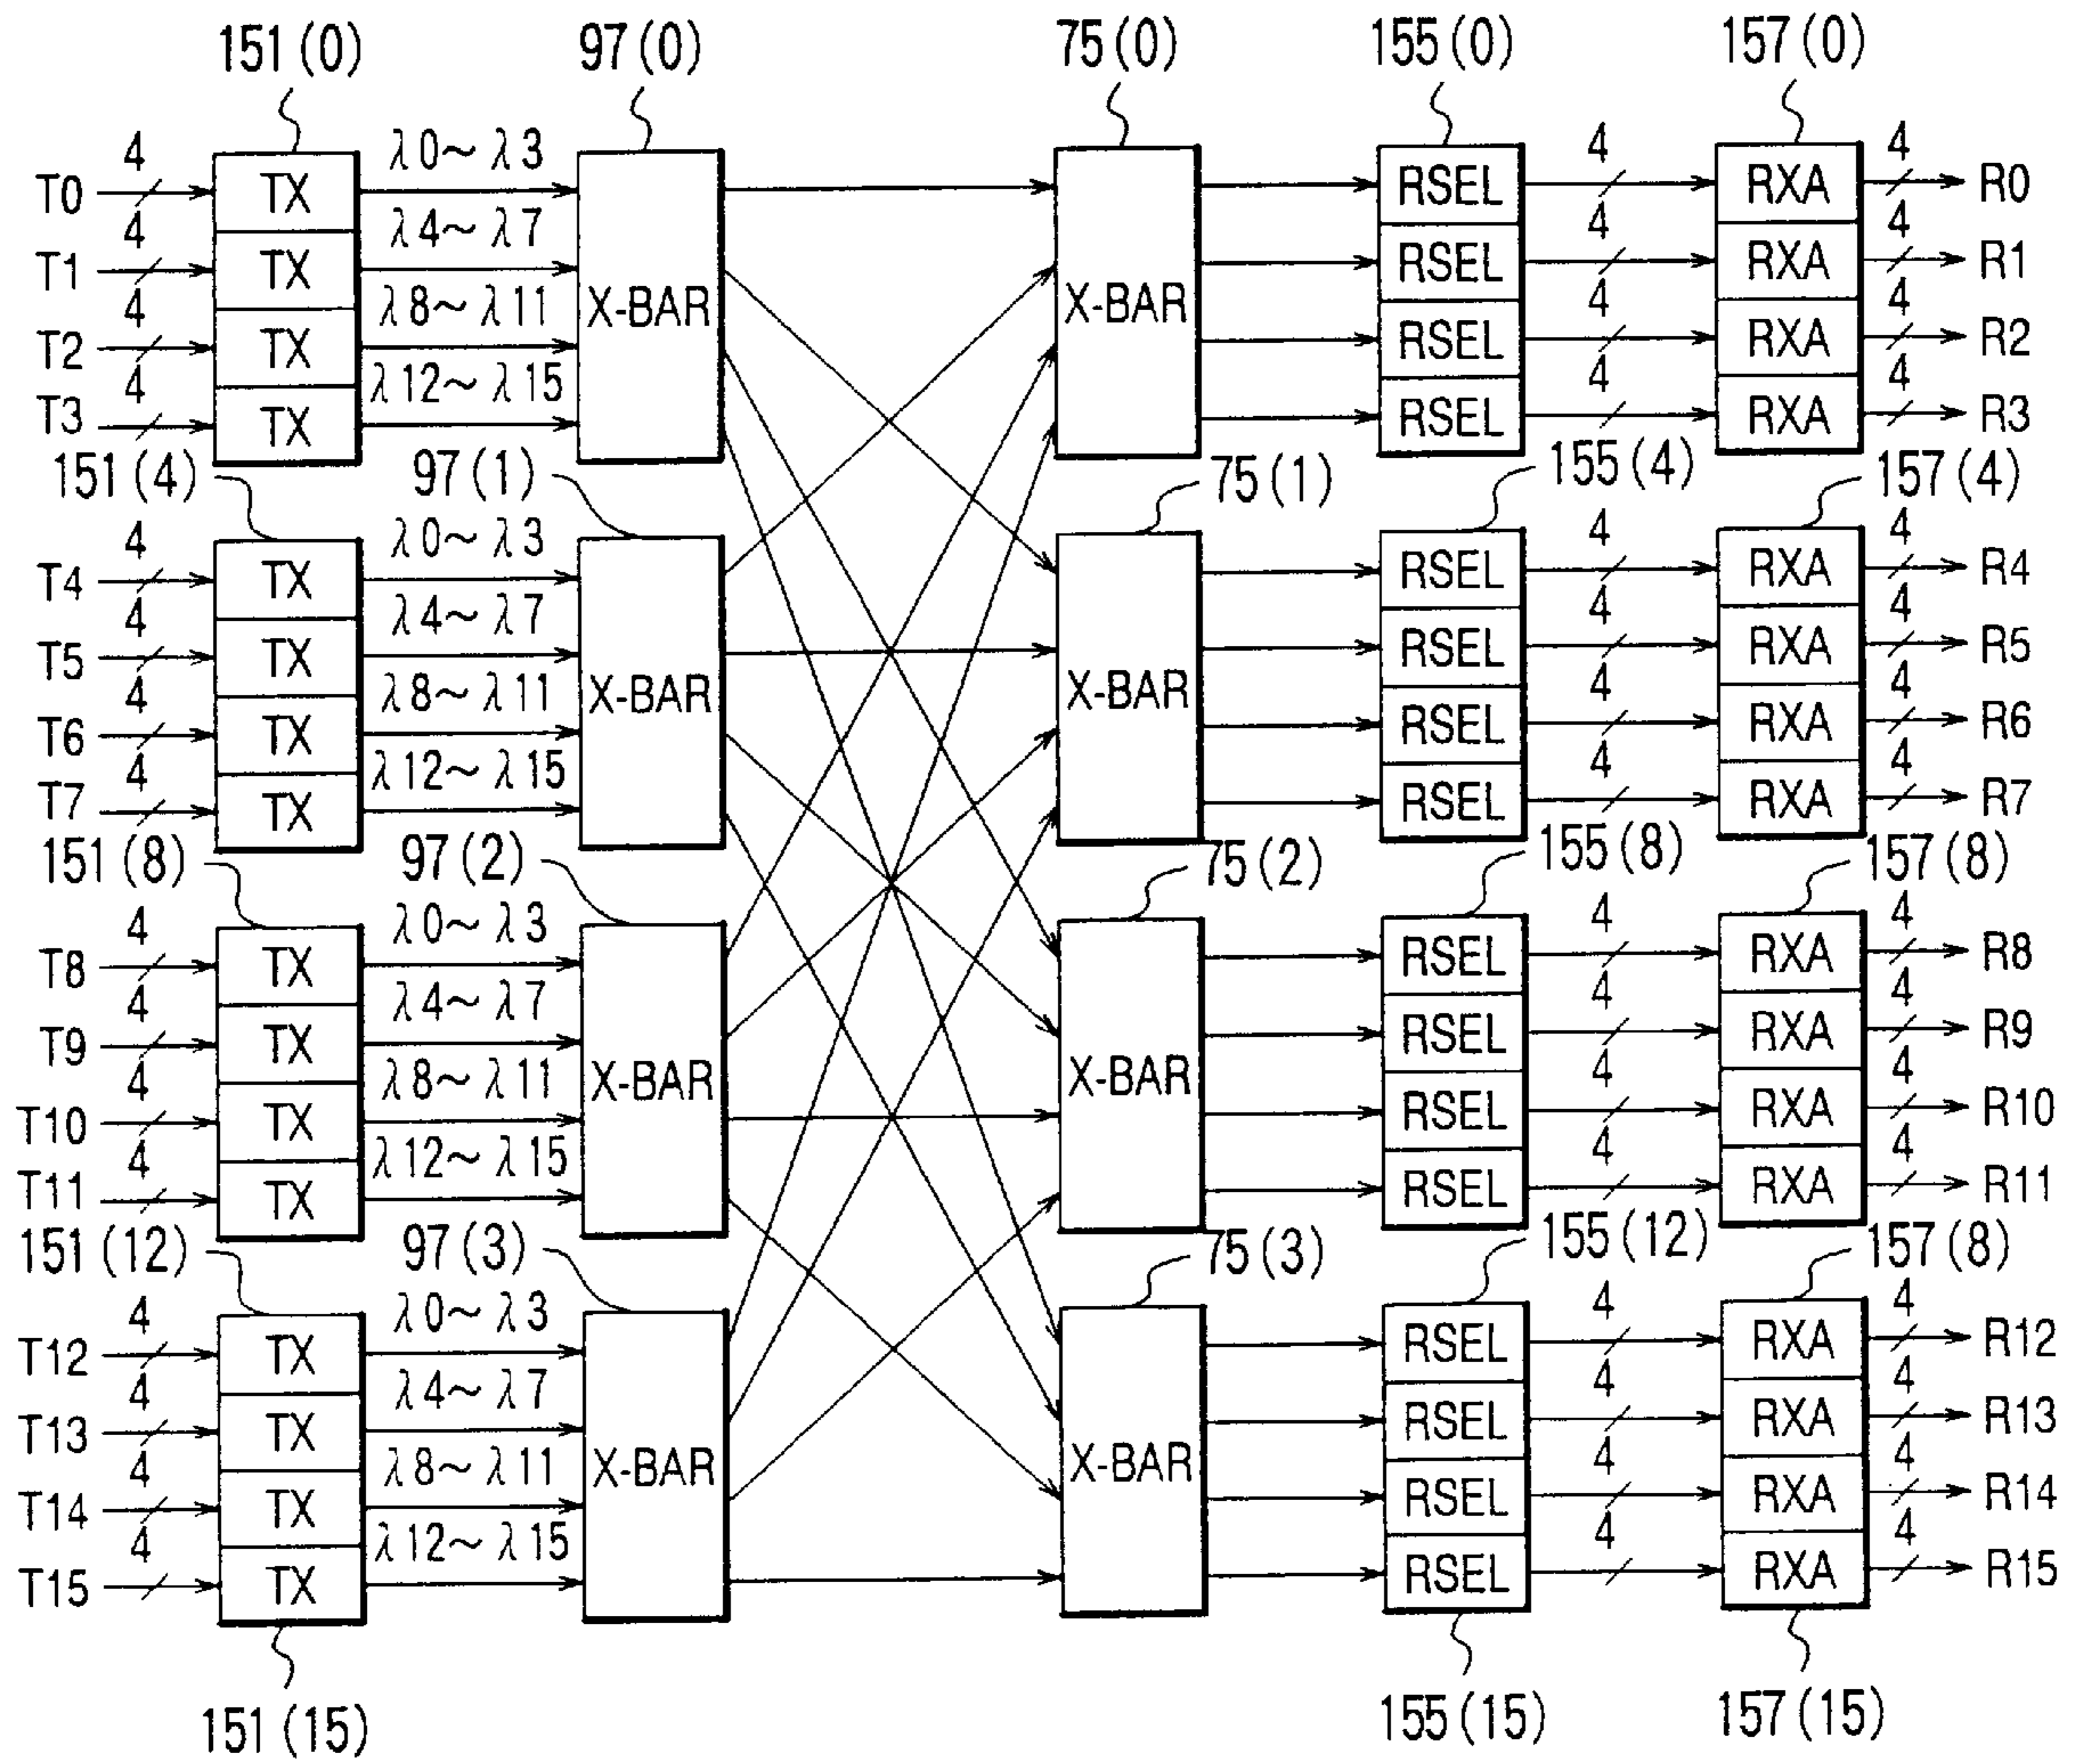 151(0) 97(0) 75(0) 155(0) 157(0)
4 λ0~λ3 4 4
T0 TX RSEL RXA R0
4 λ4~λ7 4 4
T1 TX RSEL RXA R1
4 λ8~λ11 X-BAR X-BAR 4 4
T2 TX RSEL RXA R2
4 λ12~λ15 4 4
T3 TX RSEL RXA R3
151(4) 97(1) 75(1) 155(4) 157(4)
4 λ0~λ3 4 4
T4 TX RSEL RXA R4
4 λ4~λ7 4 4
T5 TX RSEL RXA R5
4 λ8~λ11 X-BAR X-BAR 4 4
T6 TX RSEL RXA R6
4 λ12~λ15 4 4
T7 TX RSEL RXA R7
151(8) 97(2) 75(2) 155(8) 157(8)
4 λ0~λ3 4 4
T8 TX RSEL RXA R8
4 λ4~λ7 4 4
T9 TX RSEL RXA R9
4 λ8~λ11 X-BAR X-BAR 4 4
T10 TX RSEL RXA R10
4 λ12~λ15 4 4
T11 TX RSEL RXA R11
151(12) 97(3) 75(3) 155(12) 157(8)
4 λ0~λ3 4 4
T12 TX RSEL RXA R12
4 λ4~λ7 4 4
T13 TX RSEL RXA R13
4 λ8~λ11 X-BAR X-BAR 4 4
T14 TX RSEL RXA R14
4 λ12~λ15 4 4
T15 TX RSEL RXA R15
151(15) 155(15) 157(15)